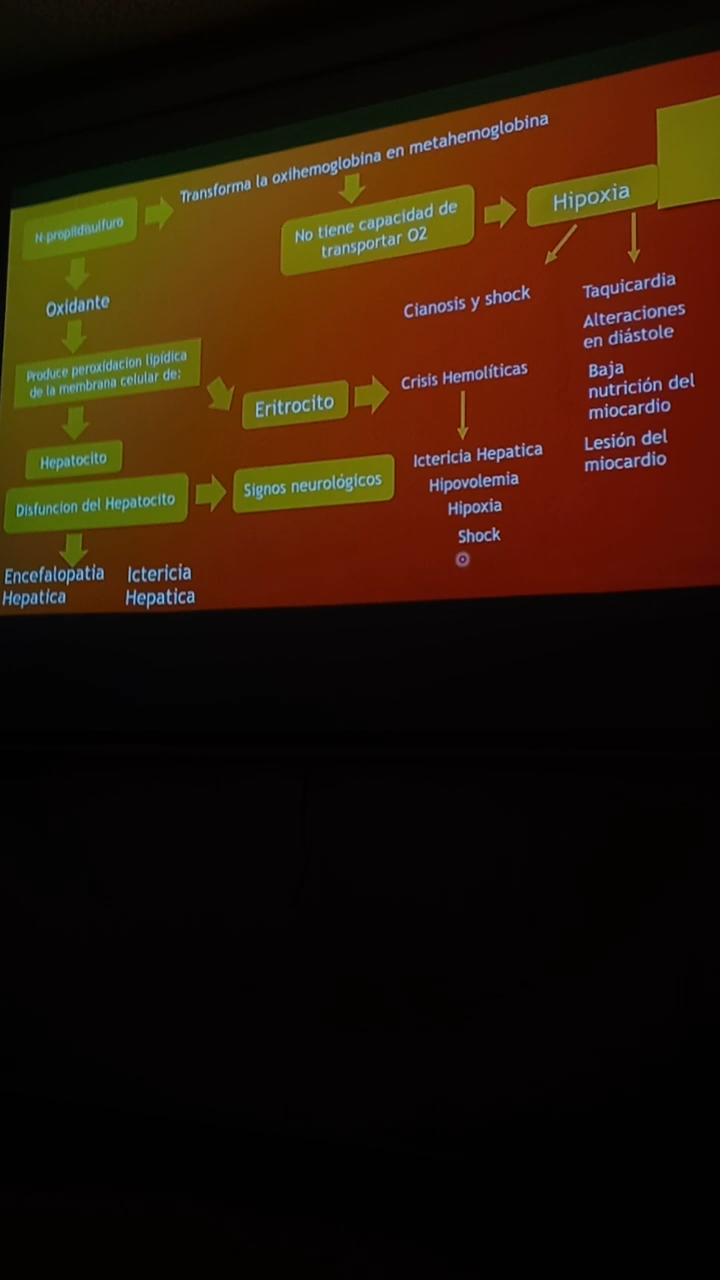 Transforma la oxihemoglobina en metahemoglobina
N-propildisulfuro
No tiene capacidad de
transportar O2
Hipoxia
Oxidante
Cianosis y shock
Taquicardia
Alteraciones
en diástole
Baja
nutrición del
miocardio
Lesión del
miocardio
Produce peroxidacion lipídica
de la membrana celular de:
Eritrocito
Crisis Hemolíticas
Hepatocito
Ictericia Hepatica
Hipovolemia
Hipoxia
Shock
Disfuncion del Hepatocito
Signos neurológicos
Encefalopatia
Hepatica
Ictericia
Hepatica